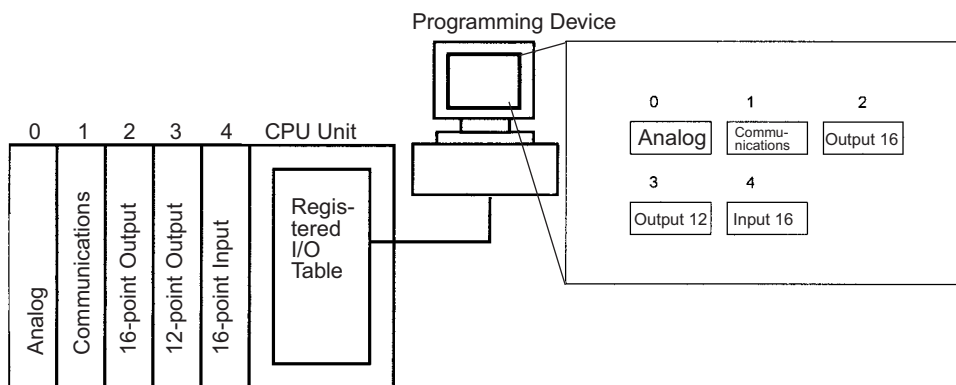 Programming Device
0 1 2 3 4 CPU Unit
Analog
Communications
16-point Output
12-point Output
16-point Input
Regis-
tered
I/O
Table
0 1 2
Analog
Commu-
nications
Output 16
3 4
Output 12
Input 16